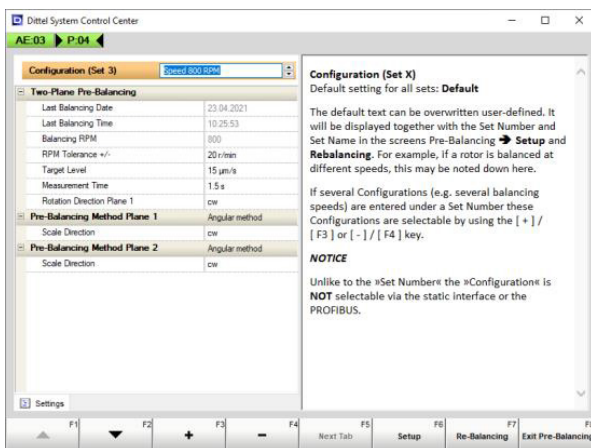 Dittel System Control Center
AE:03 P:04
Configuration (Set 3) Speed 800 RPM
Two-Plane Pre-Balancing
Last Balancing Date 23.04.2021
Last Balancing Time 10:25:53
Balancing RPM 800
RPM Tolerance +/- 20 r/min
Target Level 15 µm/s
Measurement Time 1.5 s
Rotation Direction Plane 1 cw
Pre-Balancing Method Plane 1 Angular method
Scale Direction cw
Pre-Balancing Method Plane 2 Angular method
Scale Direction cw
Settings
Configuration (Set X)
Default setting for all sets: Default
The default text can be overwritten user-defined. It
will be displayed together with the Set Number and
Set Name in the screens Pre-Balancing ➔ Setup and
Rebalancing. For example, if a rotor is balanced at
different speeds, this may be noted down here.
If several Configurations (e.g. several balancing
speeds) are entered under a Set Number these
Configurations are selectable by using the [ + ] /
[ F3 ] or [ - ] / [ F4 ] key.
NOTICE
Unlike to the »Set Number« the »Configuration« is
NOT selectable via the static interface or the
PROFIBUS.
F1 F2 F3 F4 F5 F6 F7
+ - Next Tab Setup Re-Balancing Exit Pre-Balancing